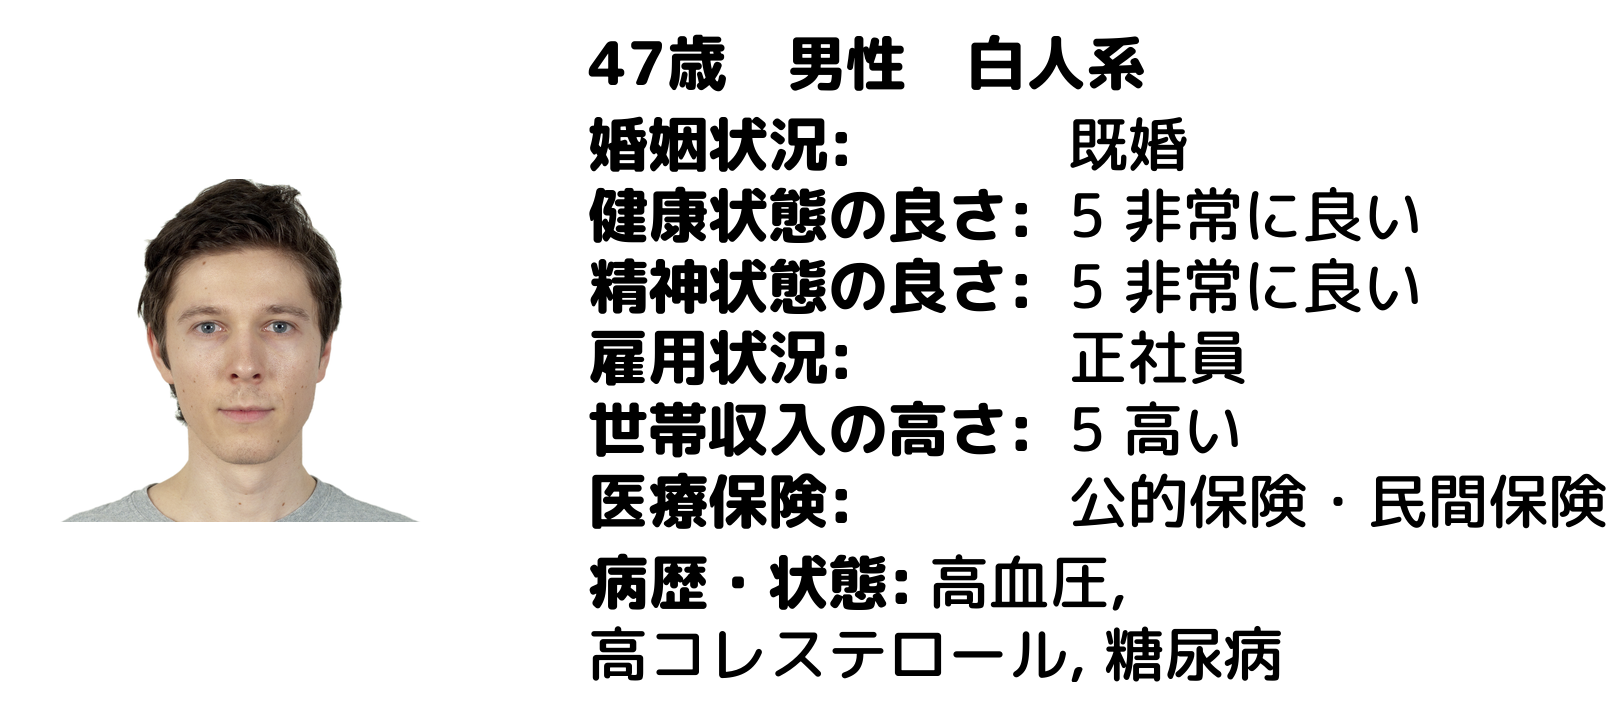 47歳　男性　白人系
婚姻状況: 既婚
健康状態の良さ: 5 非常に良い
精神状態の良さ: 5 非常に良い
雇用状況: 正社員
世帯収入の高さ: 5 高い
医療保険: 公的保険・民間保険
病歴・状態: 高血圧,
高コレステロール, 糖尿病